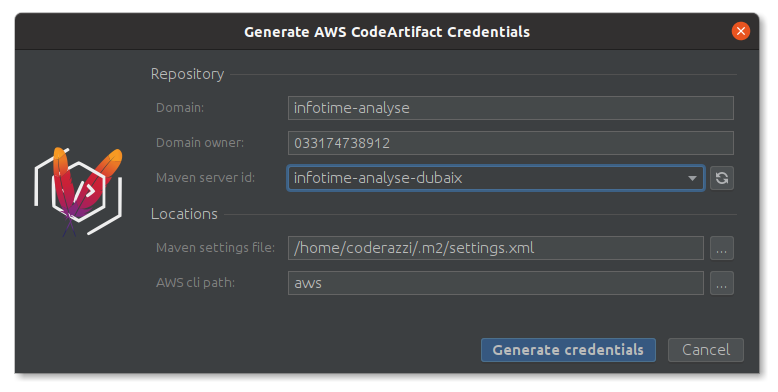 Generate AWS CodeArtifact Credentials
Repository
Domain: infotime-analyse
Domain owner: 033174738912
Maven server id: infotime-analyse-dubaix
Locations
Maven settings file: /home/coderazzi/.m2/settings.xml ...
AWS cli path: aws ...
Generate credentials Cancel